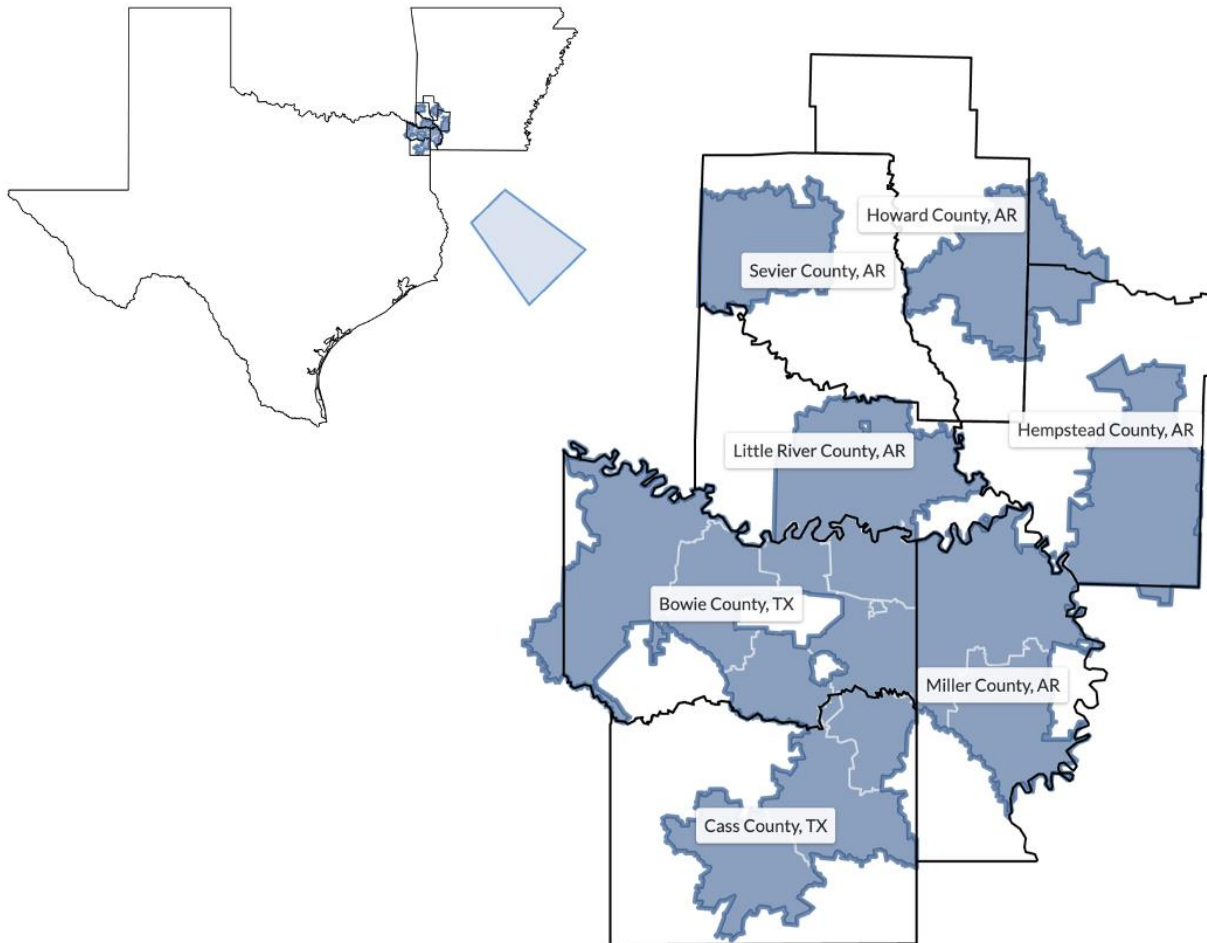 Howard County, AR
Sevier County, AR
Hempstead County, AR
Little River County, AR
Bowie County, TX
Miller County, AR
Cass County, TX